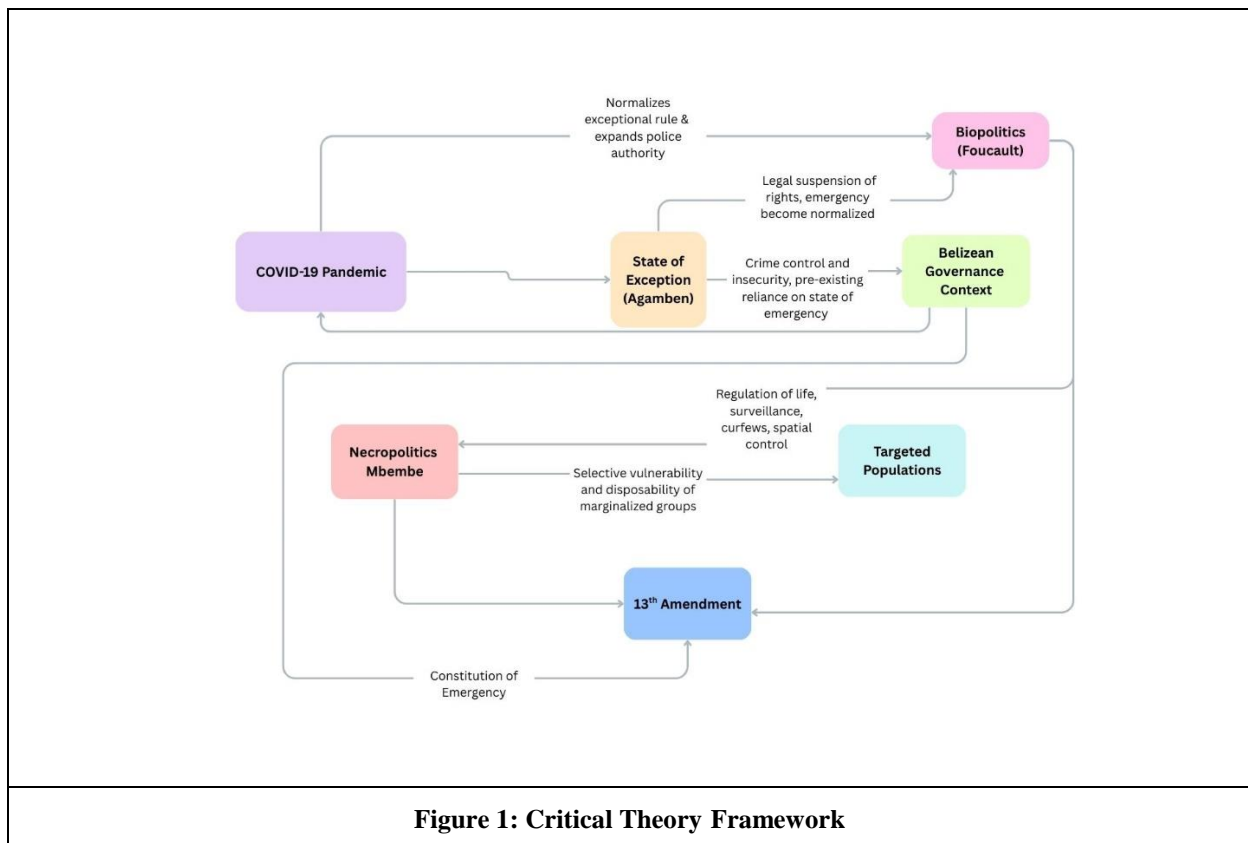 Normalizes
exceptional rule &
expands police
authority
Biopolitics
(Foucault)
Legal suspension of
rights, emergency
become normalized
COVID-19 Pandemic
State of
Exception
(Agamben)
Crime control and
insecurity, pre-existing
reliance on state of
emergency
Belizean
Governance
Context
Regulation of life,
surveillance,
curfews, spatial
control
Necropolitics
Mbembe
Selective vulnerability
and disposability of
marginalized groups
Targeted
Populations
13th Amendment
Constitution of
Emergency
Figure 1: Critical Theory Framework